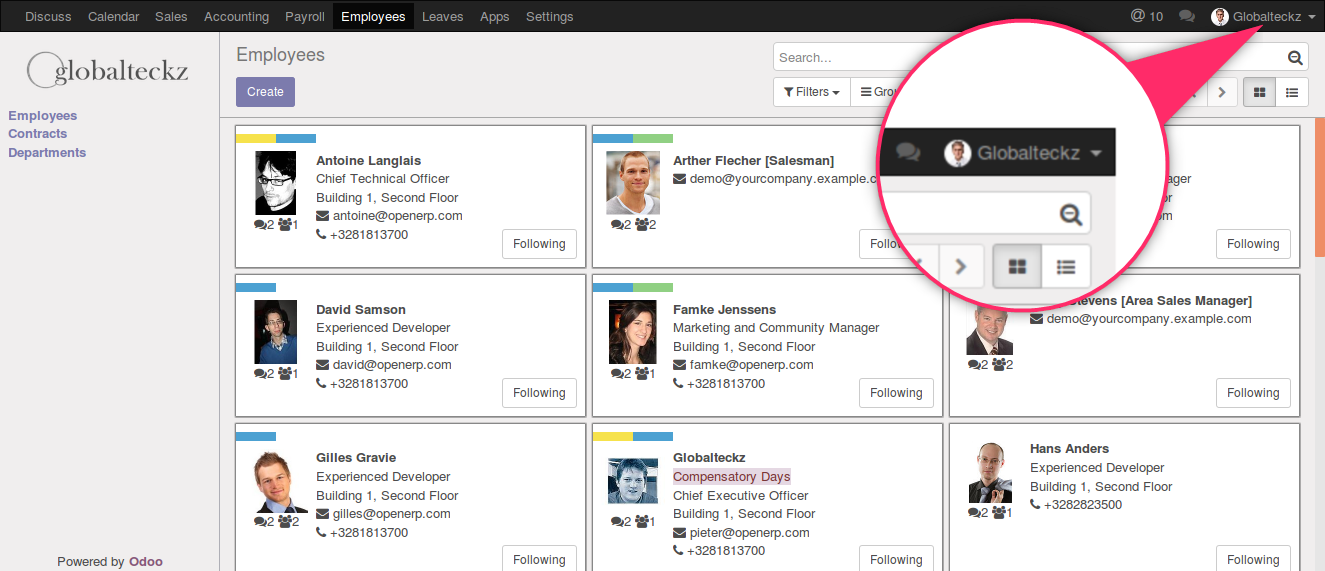 Discuss Calendar Sales Accounting Payroll Employees Leaves Apps Settings @ 10 Globalteckz
globalteckz
Employees
Contracts
Departments
Powered by Odoo
Employees
Search...
Create
Filters
Globalteckz
Antoine Langlais
Chief Technical Officer
Building 1, Second Floor
antoine@openerp.com
+3281813700
2 1
Following
Arther Flecher [Salesman]
demo@yourcompany.example.c
2 2
Following
David Samson
Experienced Developer
Building 1, Second Floor
david@openerp.com
+3281813700
2 1
Following
Famke Jenssens
Marketing and Community Manager
Building 1, Second Floor
famke@openerp.com
+3281813700
2 1
Following
Stevens [Area Sales Manager]
demo@yourcompany.example.com
2 2
Following
Gilles Gravie
Experienced Developer
Building 1, Second Floor
gilles@openerp.com
+3281813700
2 2
Following
Globalteckz
Compensatory Days
Chief Executive Officer
Building 1, Second Floor
pieter@openerp.com
+3281813700
2 1
Following
Hans Anders
Experienced Developer
Building 1, Second Floor
+3282823500
2 1
Following